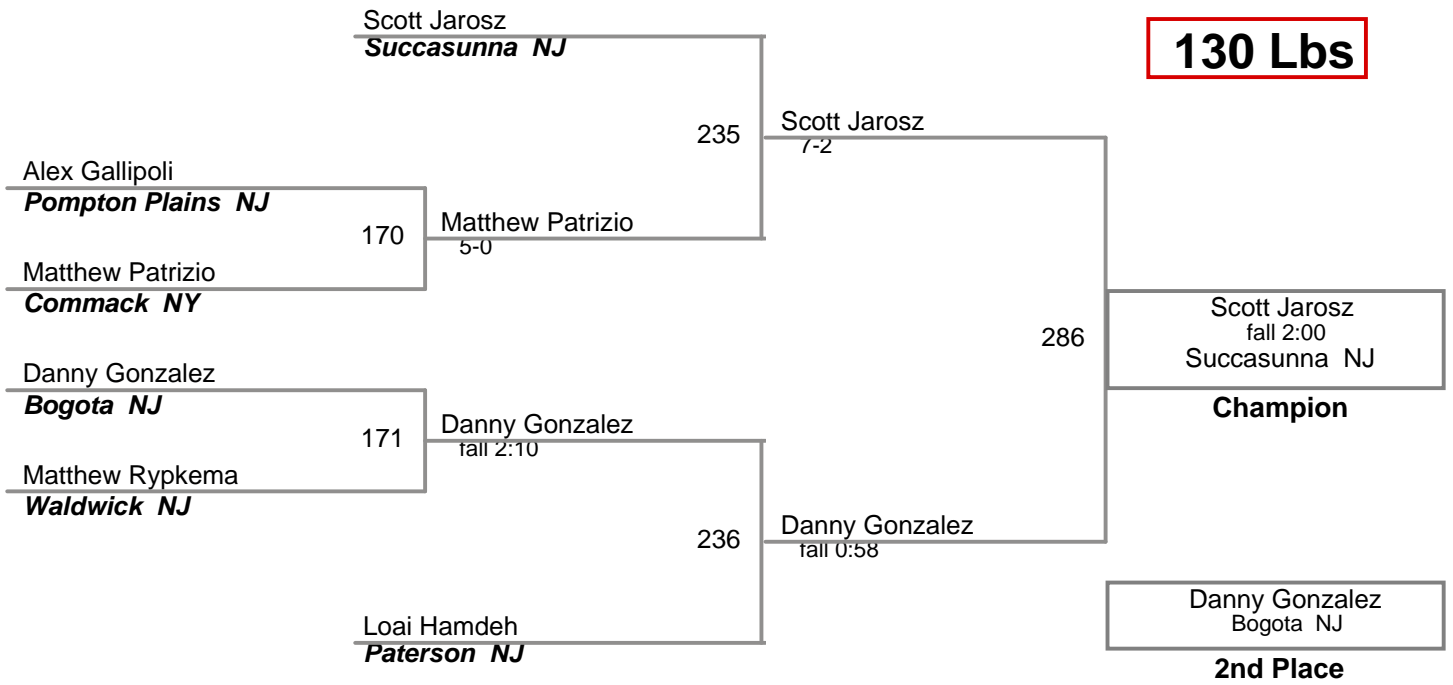 Scott Jarosz
Succasunna NJ
130 Lbs
235
Scott Jarosz
7-2
Alex Gallipoli
Pompton Plains NJ
170
Matthew Patrizio
5-0
Matthew Patrizio
Commack NY
286
Scott Jarosz
fall 2:00
Succasunna NJ
Champion
Danny Gonzalez
Bogota NJ
171
Danny Gonzalez
fall 2:10
Matthew Rypkema
Waldwick NJ
236
Danny Gonzalez
fall 0:58
Loai Hamdeh
Paterson NJ
Danny Gonzalez
Bogota NJ
2nd Place